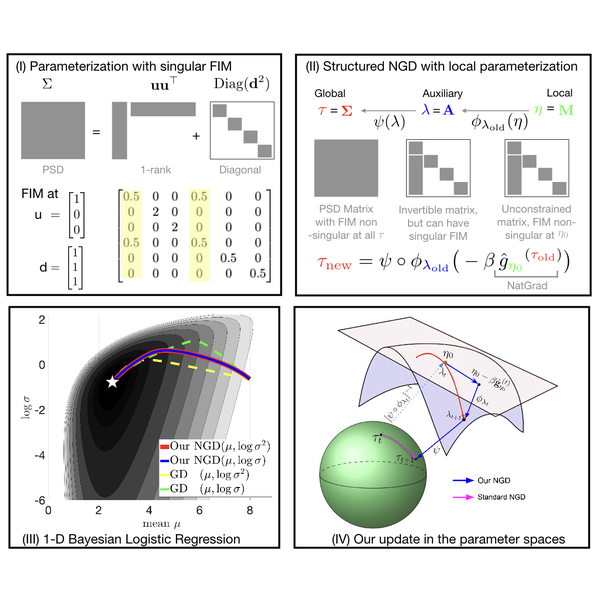 (I) Parameterization with singular FIM
Σ uu⊤ Diag(d²)
= +
PSD 1-rank Diagonal
FIM at
u = [1 0 0]
d = [1 1 1]
0.5 0 0 0.5 0 0
0 2 0 0 0 0
0 0 2 0 0 0
0.5 0 0 0.5 0 0
0 0 0 0 0.5 0
0 0 0 0 0 0.5
(II) Structured NGD with local parameterization
Global Auxiliary Local
τ = Σ λ = A η = M
ψ(λ) ϕλold(η)
PSD Matrix with FIM non -singular at all τ
Invertible matrix, but can have singular FIM
Unconstrained matrix, FIM non-singular at η0
τnew = ψ ∘ ϕλold(− β ĝη0(τold))
NatGrad
2
0
-2
-4
-6
log σ
Our NGD(μ, log σ²)
Our NGD(μ, log σ)
GD (μ, log σ²)
GD (μ, log σ)
0 2 4 6 8
mean μ
(III) 1-D Bayesian Logistic Regression
η0
λt
η0 − βĝη0(t)
ϕλt
[ψ∘ϕλt]−1
λt+1
ψ
τt
τt+1
Our NGD
Standard NGD
(IV) Our update in the parameter spaces